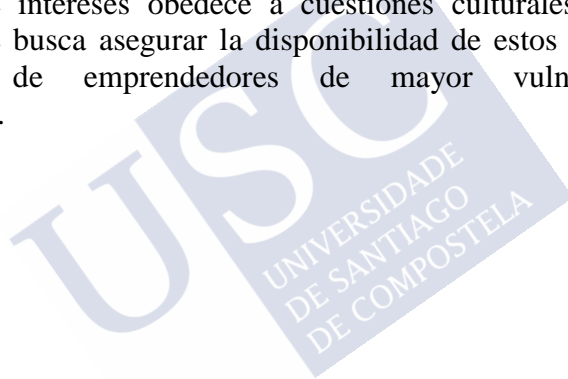 intereses obedece a cuestiones culturales
busca asegurar la disponibilidad de estos
de emprendedores de mayor
.
USC
UNIVERSIDADE
DE SANTIAGO
DE COMPOSTELA